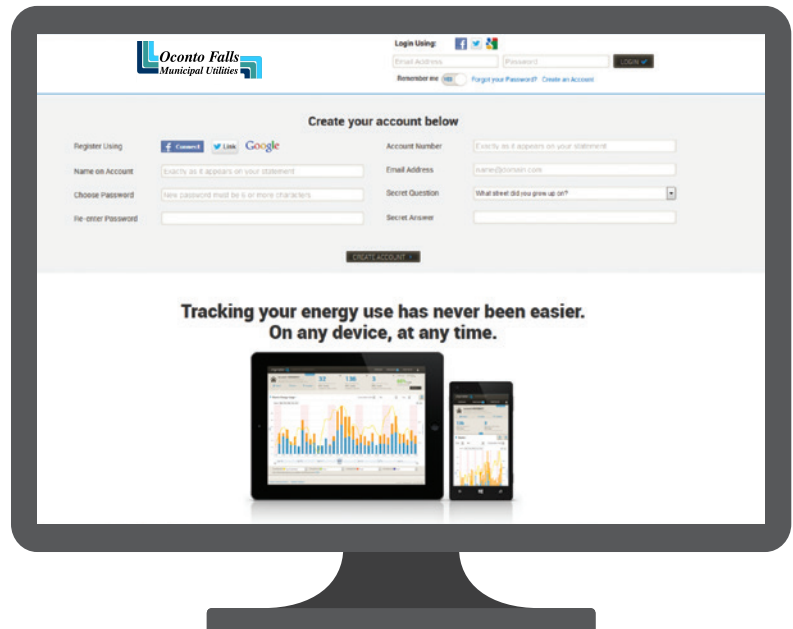 Oconto Falls
Municipal Utilities
Login Using:
Email Address
Password
LOGIN
Remember me
Forgot your Password?
Create an Account
Create your account below
Register Using
Connect
Link
Google
Name on Account
Exactly as it appears on your statement
Choose Password
New password must be 6 or more characters
Re-enter Password
Account Number
Exactly as it appears on your statement
Email Address
name@domain.com
Secret Question
What street did you grow up on?
Secret Answer
CREATE ACCOUNT
Tracking your energy use has never been easier.
On any device, at any time.